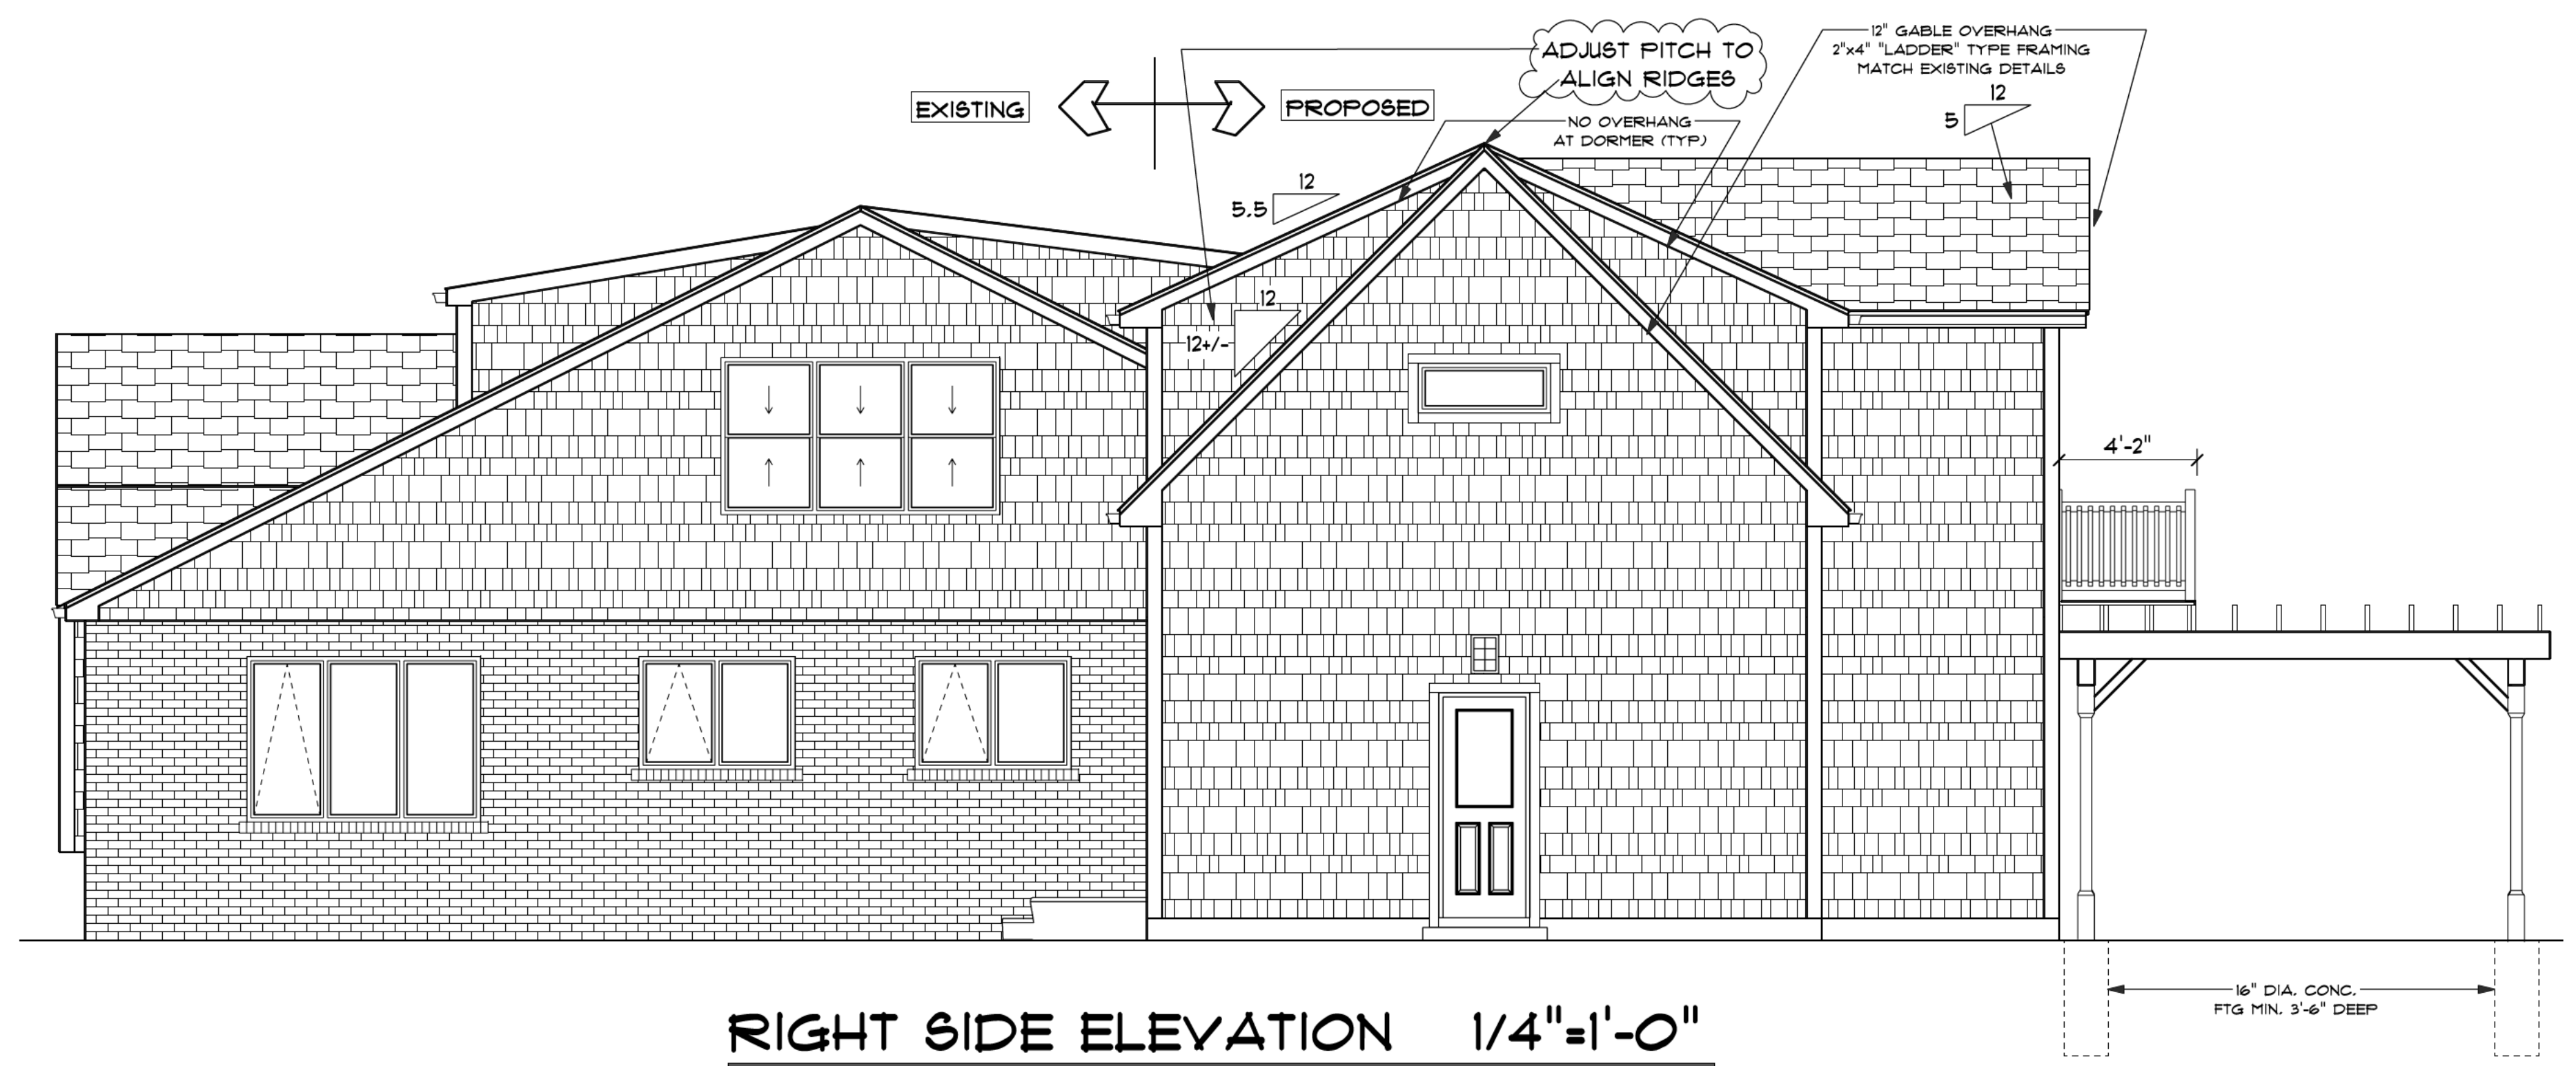 12" GABLE OVERHANG
2"x4" "LADDER" TYPE FRAMING
MATCH EXISTING DETAILS
ADJUST PITCH TO
ALIGN RIDGES
EXISTING
PROPOSED
NO OVERHANG
AT DORMER (TYP)
12
5
12
5.5
12
12+/-
4'-2"
16" DIA. CONC.
FTG MIN. 3'-6" DEEP
RIGHT SIDE ELEVATION 1/4"=1'-0"